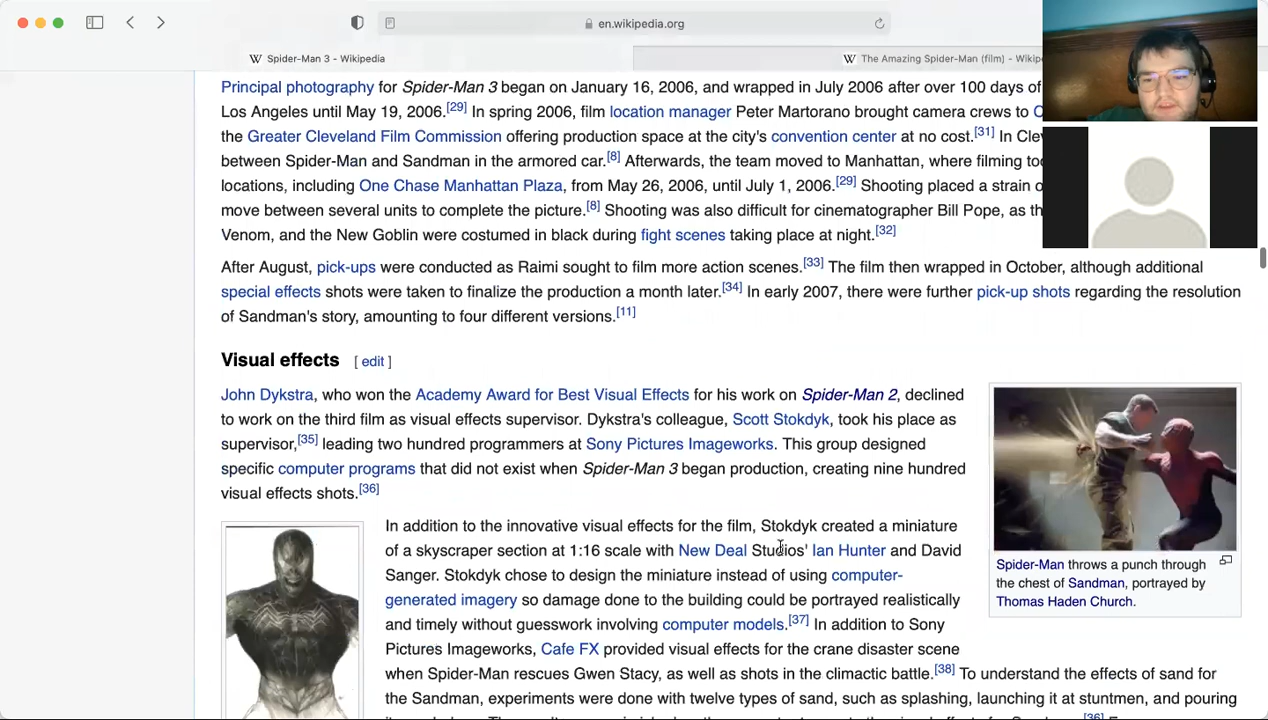 en.wikipedia.org
Spider-Man 3 - Wikipedia
The Amazing Spider-Man (film) - Wikipe
Principal photography for Spider-Man 3 began on January 16, 2006, and wrapped in July 2006 after over 100 days of
Los Angeles until May 19, 2006.[29] In spring 2006, film location manager Peter Martorano brought camera crews to
the Greater Cleveland Film Commission offering production space at the city's convention center at no cost.[31] In Cle
between Spider-Man and Sandman in the armored car.[8] Afterwards, the team moved to Manhattan, where filming too
locations, including One Chase Manhattan Plaza, from May 26, 2006, until July 1, 2006.[29] Shooting placed a strain o
move between several units to complete the picture.[8] Shooting was also difficult for cinematographer Bill Pope, as th
Venom, and the New Goblin were costumed in black during fight scenes taking place at night.[32]
After August, pick-ups were conducted as Raimi sought to film more action scenes.[33] The film then wrapped in October, although additional
special effects shots were taken to finalize the production a month later.[34] In early 2007, there were further pick-up shots regarding the resolution
of Sandman's story, amounting to four different versions.[11]
Visual effects [ edit ]
John Dykstra, who won the Academy Award for Best Visual Effects for his work on Spider-Man 2, declined
to work on the third film as visual effects supervisor. Dykstra's colleague, Scott Stokdyk, took his place as
supervisor,[35] leading two hundred programmers at Sony Pictures Imageworks. This group designed
specific computer programs that did not exist when Spider-Man 3 began production, creating nine hundred
visual effects shots.[36]
In addition to the innovative visual effects for the film, Stokdyk created a miniature
of a skyscraper section at 1:16 scale with New Deal Studios' Ian Hunter and David
Sanger. Stokdyk chose to design the miniature instead of using computer-
generated imagery so damage done to the building could be portrayed realistically
and timely without guesswork involving computer models.[37] In addition to Sony
Pictures Imageworks, Cafe FX provided visual effects for the crane disaster scene
when Spider-Man rescues Gwen Stacy, as well as shots in the climactic battle.[38] To understand the effects of sand for
the Sandman, experiments were done with twelve types of sand, such as splashing, launching it at stuntmen, and pouring
Spider-Man throws a punch through
the chest of Sandman, portrayed by
Thomas Haden Church.